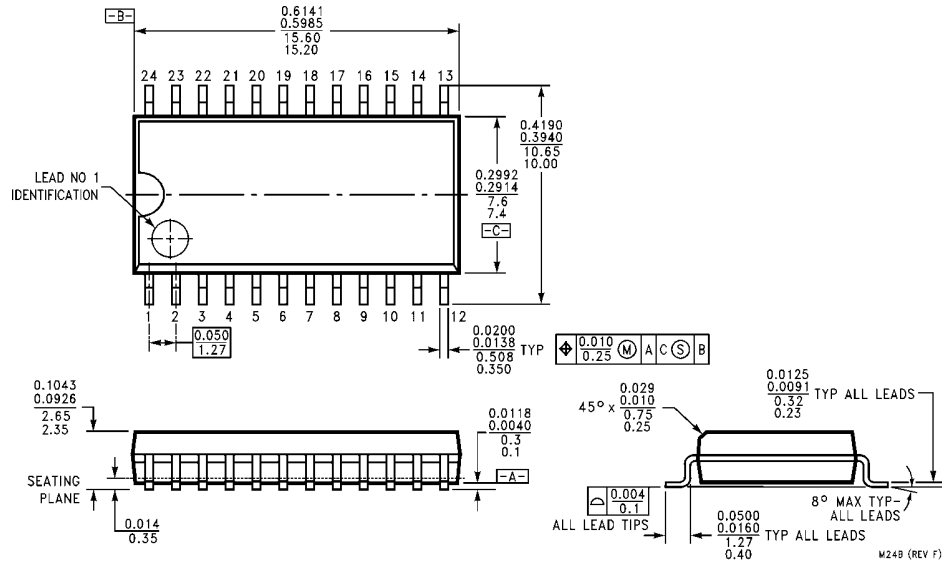 -B-
0.6141
0.5985
15.60
15.20
24 23 22 21 20 19 18 17 16 15 14 13
LEAD NO 1
IDENTIFICATION
0.2992
0.2914
7.6
7.4
-C-
0.4190
0.3940
10.65
10.00
1 2 3 4 5 6 7 8 9 10 11 12
0.050
1.27
0.0200
0.0138
0.508
0.350
TYP
⌖ 0.010 0.25 Ⓜ A C Ⓢ B
0.1043
0.0926
2.65
2.35
0.0118
0.0040
0.3
0.1
-A-
SEATING
PLANE
0.014
0.35
45° x
0.029
0.010
0.75
0.25
0.0125
0.0091
0.32
0.23
TYP ALL LEADS
0.004
0.1
ALL LEAD TIPS
0.0500
0.0160
1.27
0.40
TYP ALL LEADS
8° MAX TYP-
ALL LEADS
M24B (REV F)